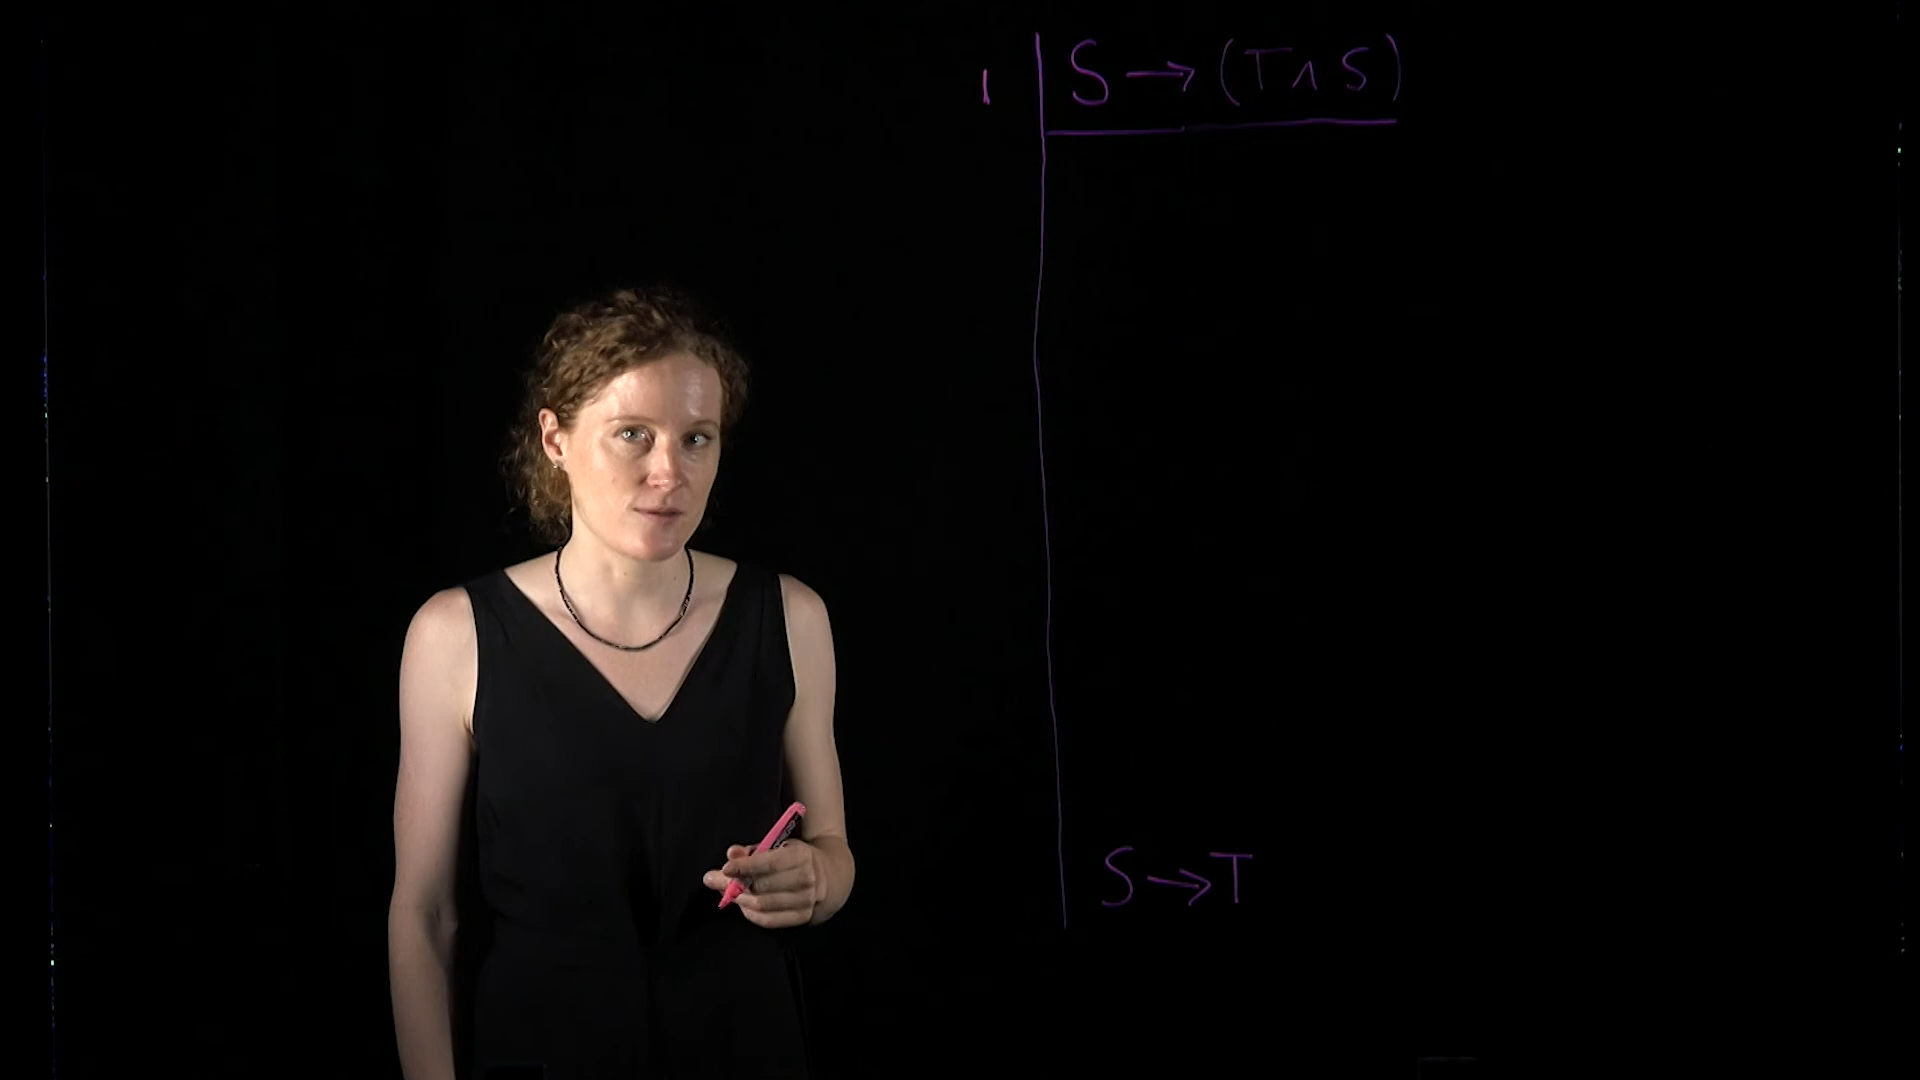 1 S → (T ∧ S)
S → T